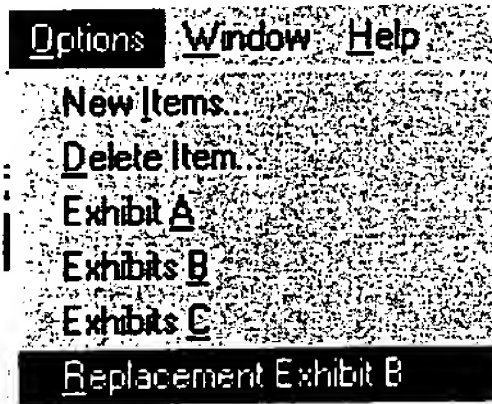 Options Window Help
New Items...
Delete Item...
Exhibit A
Exhibits B
Exhibits C
Replacement Exhibit B